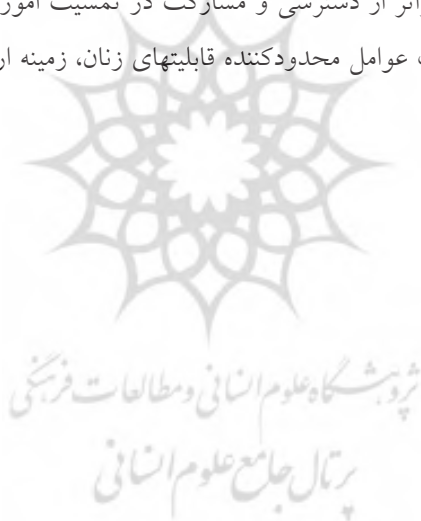 از دسترسی و مشارکت در تمشیت امور
عوامل محدودکننده قابلیتهای زنان، زمینه
پژوهشگاه علوم انسانی و مطالعات فرهنگی
پرتال جامع علوم انسانی